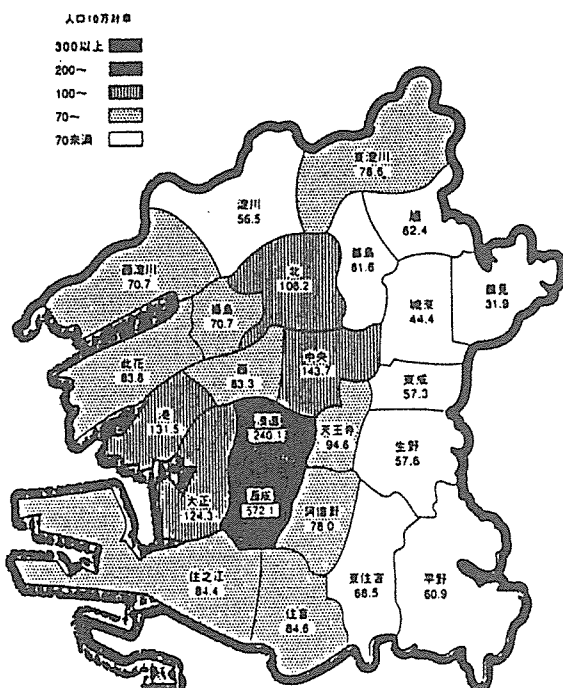 人口10万対率
300以上
200~
100~
70~
70未満
東淀川
78.6
淀川
56.5
旭
62.4
都島
61.6
西淀川
70.7
北
106.2
鶴見
31.9
福島
70.7
城東
44.4
此花
83.8
西
83.3
中央
143.7
東成
57.3
港
131.5
浪速
240.1
天王寺
94.6
生野
57.6
大正
124.3
西成
572.1
阿倍野
78.0
住之江
84.4
住吉
84.6
東住吉
68.5
平野
60.9